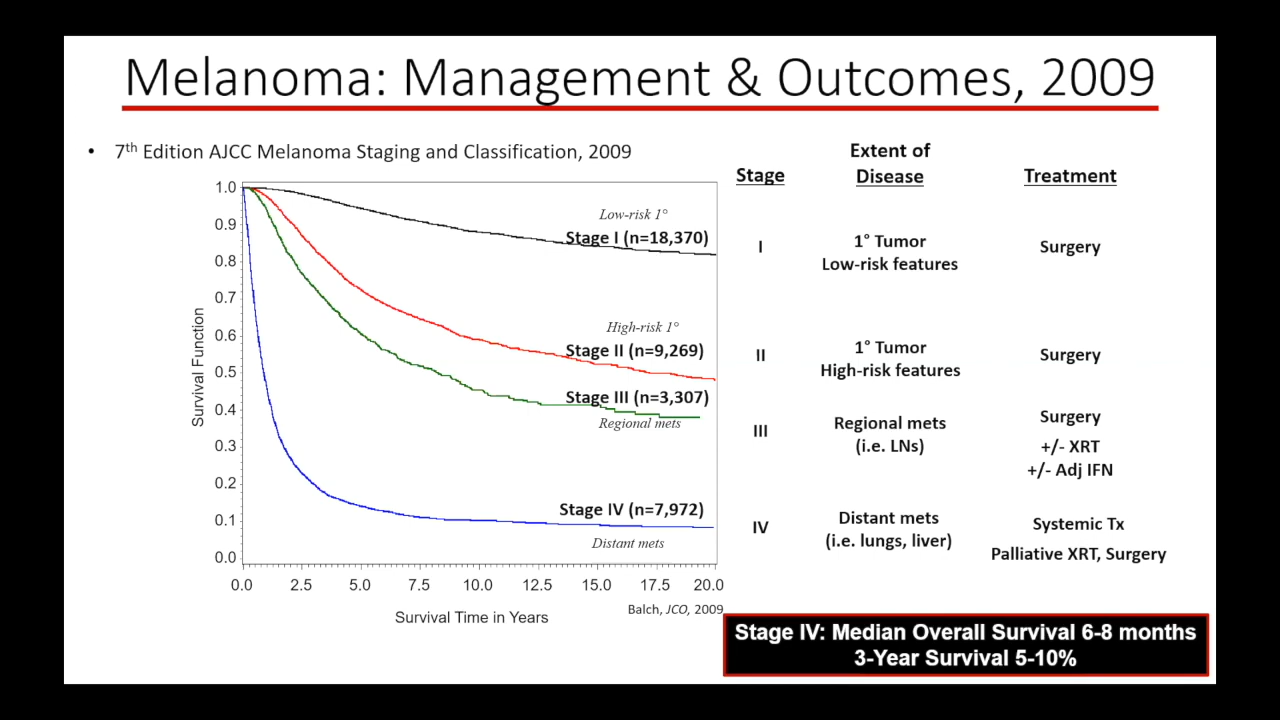 Melanoma: Management & Outcomes, 2009
• 7th Edition AJCC Melanoma Staging and Classification, 2009
1.0
0.9
0.8
0.7
0.6
0.5
0.4
0.3
0.2
0.1
0.0
Survival Function
Low-risk 1°
Stage I (n=18,370)
High-risk 1°
Stage II (n=9,269)
Stage III (n=3,307)
Regional mets
Stage IV (n=7,972)
Distant mets
0.0 2.5 5.0 7.5 10.0 12.5 15.0 17.5 20.0
Survival Time in Years
Balch, JCO, 2009
Stage
Extent of
Disease
Treatment
I
1° Tumor
Low-risk features
Surgery
II
1° Tumor
High-risk features
Surgery
III
Regional mets
(i.e. LNs)
Surgery
+/- XRT
+/- Adj IFN
IV
Distant mets
(i.e. lungs, liver)
Systemic Tx
Palliative XRT, Surgery
Stage IV: Median Overall Survival 6-8 months
3-Year Survival 5-10%